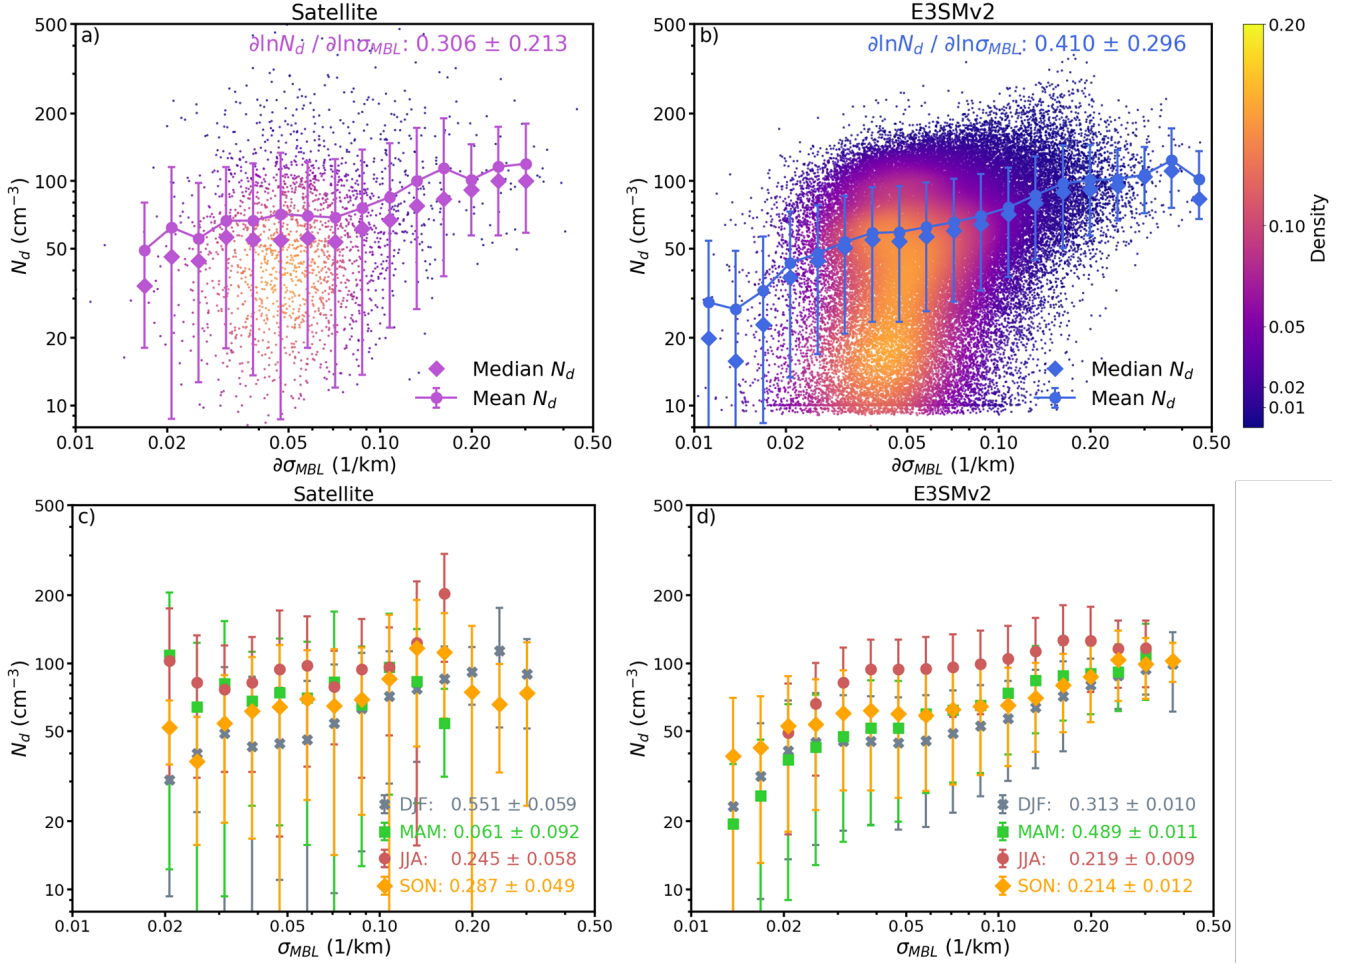 Satellite
E3SMv2
a)
∂lnN_d / ∂lnσ_MBL: 0.306 ± 0.213
b)
∂lnN_d / ∂lnσ_MBL: 0.410 ± 0.296
500
200
100
50
20
10
N_d (cm⁻³)
Median N_d
Mean N_d
0.01
0.02
0.05
0.10
0.20
0.50
∂σ_MBL (1/km)
500
200
100
50
20
10
N_d (cm⁻³)
Median N_d
Mean N_d
0.01
0.02
0.05
0.10
0.20
0.50
∂σ_MBL (1/km)
0.20
0.10
0.05
0.02
0.01
Density
Satellite
c)
500
200
100
50
20
10
N_d (cm⁻³)
DJF: 0.551 ± 0.059
MAM: 0.061 ± 0.092
JJA: 0.245 ± 0.058
SON: 0.287 ± 0.049
0.01
0.02
0.05
0.10
0.20
0.50
σ_MBL (1/km)
E3SMv2
d)
500
200
100
50
20
10
N_d (cm⁻³)
DJF: 0.313 ± 0.010
MAM: 0.489 ± 0.011
JJA: 0.219 ± 0.009
SON: 0.214 ± 0.012
0.01
0.02
0.05
0.10
0.20
0.50
σ_MBL (1/km)